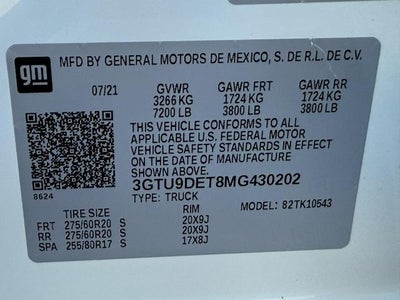 gm
MFD BY GENERAL MOTORS DE MEXICO, S. DE R.L. DE C.V.
07/21 GVWR GAWR FRT GAWR RR
3266 KG 1724 KG 1724 KG
7200 LB 3800 LB 3800 LB
THIS VEHICLE CONFORMS TO ALL
APPLICABLE U.S. FEDERAL MOTOR
VEHICLE SAFETY STANDARDS IN EFFECT ON
THE DATE OF MANUFACTURE SHOWN ABOVE.
3GTU9DET8MG430202
8624
TYPE: TRUCK
MODEL: 82TK10543
TIRE SIZE SPEED RTG RIM
FRT 275/60R20 S 20X9J
RR 275/60R20 S 20X9J
SPA 255/80R17 S 17X8J